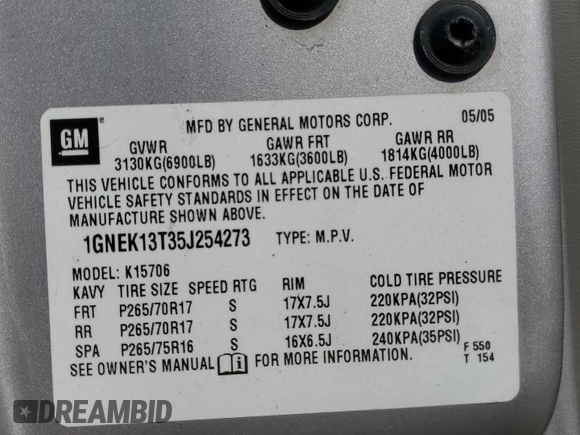 GM
MFD BY GENERAL MOTORS CORP. 05/05
GVWR GAWR FRT GAWR RR
3130KG(6900LB) 1633KG(3600LB) 1814KG(4000LB)
THIS VEHICLE CONFORMS TO ALL APPLICABLE U.S. FEDERAL MOTOR
VEHICLE SAFETY STANDARDS IN EFFECT ON THE DATE OF
MANUFACTURE SHOWN ABOVE.
1GNEK13T35J254273 TYPE: M.P.V.
MODEL: K15706
KAVY TIRE SIZE SPEED RTG RIM COLD TIRE PRESSURE
FRT P265/70R17 S 17X7.5J 220KPA(32PSI)
RR P265/70R17 S 17X7.5J 220KPA(32PSI)
SPA P265/75R16 S 16X6.5J 240KPA(35PSI)
SEE OWNER'S MANUAL i FOR MORE INFORMATION.
F 550
T 154
DREAMBID